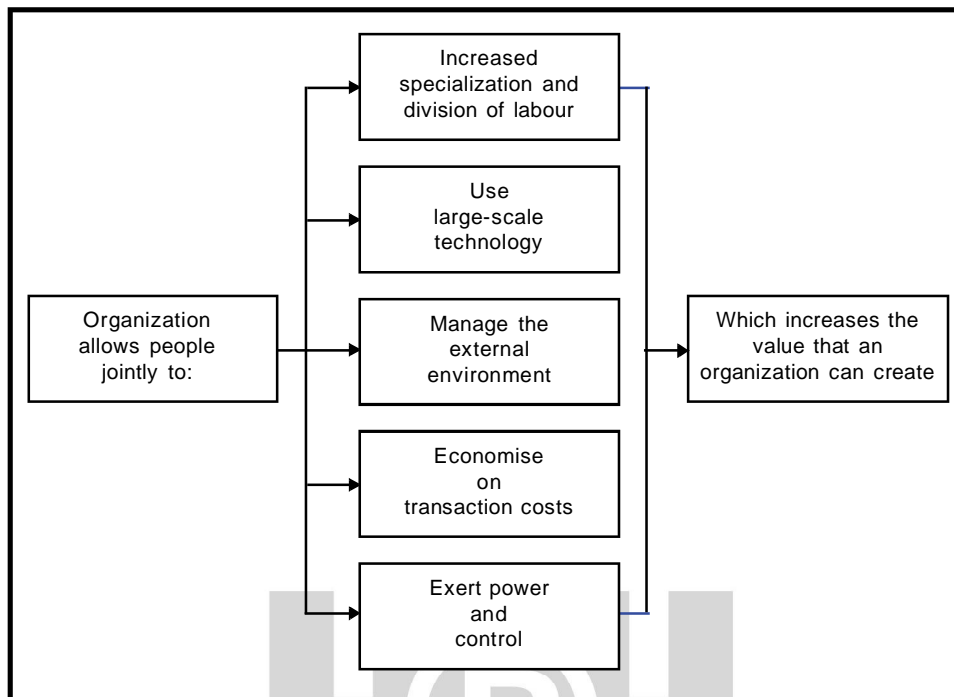 Increased
specialization and
division of labour
Use
large-scale
technology
Organization
allows people
jointly to:
Manage the
external
environment
Which increases the
value that an
organization can create
Economise
on
transaction costs
Exert power
and
control